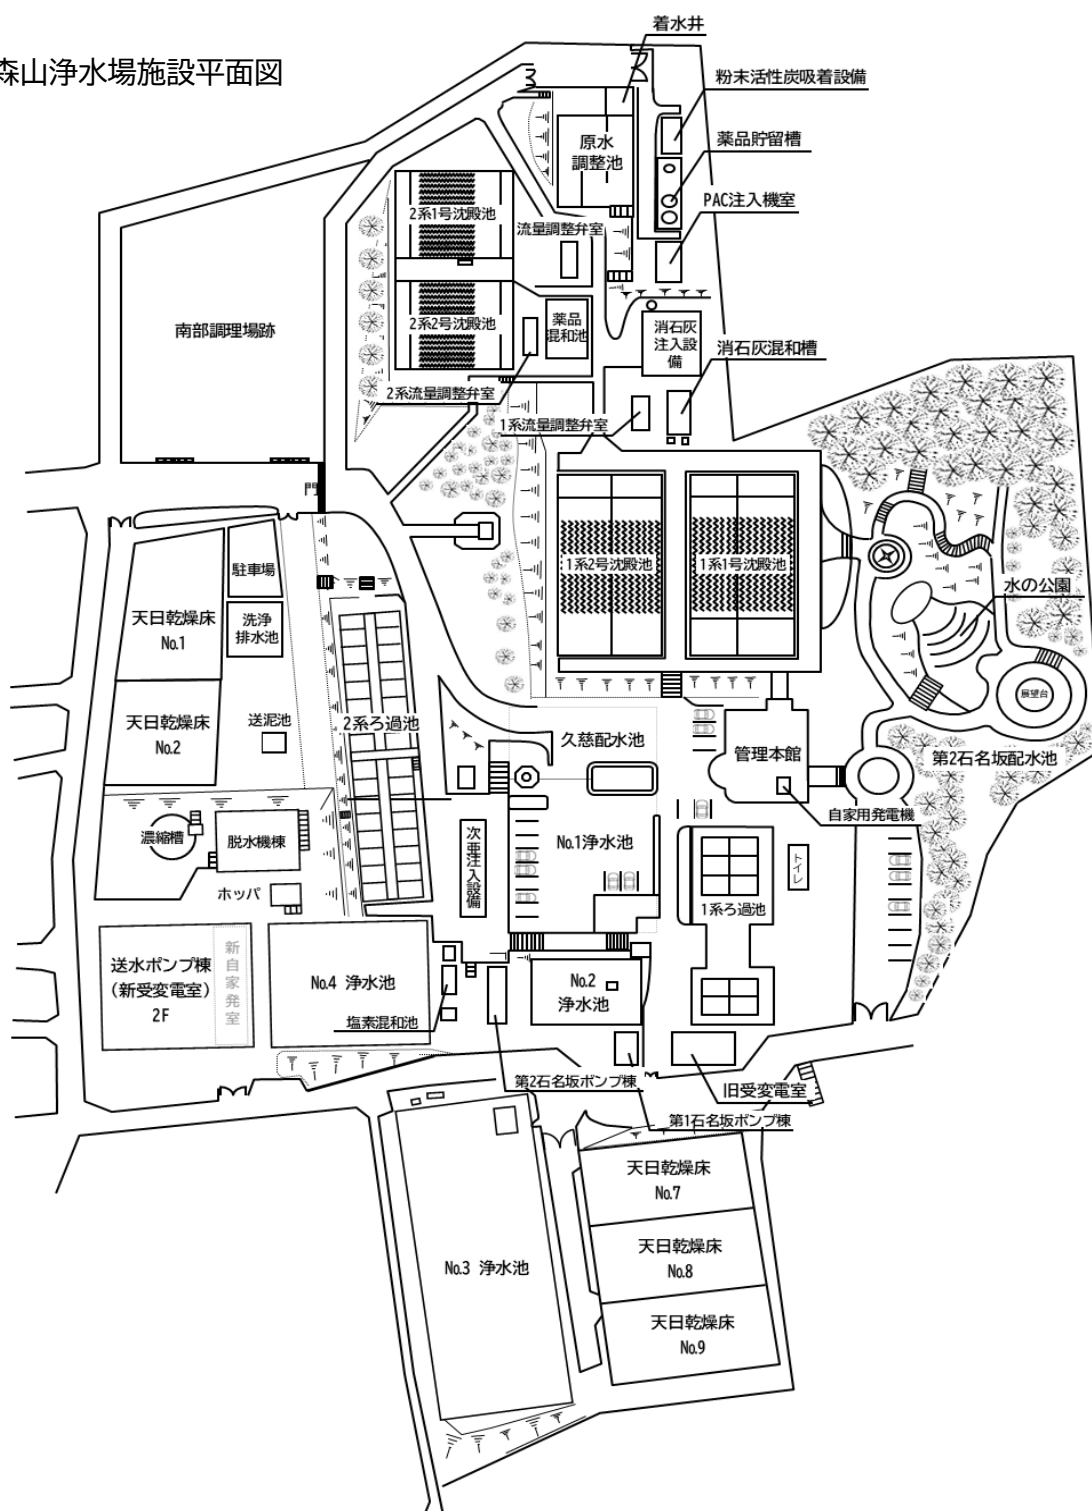 森山浄水場施設平面図
着水井
粉末活性炭吸着設備
原水
調整池
薬品貯留槽
PAC注入機室
2系1号沈殿池
流量調整弁室
2系2号沈殿池
薬品
混和池
消石灰
注入設
備
消石灰混和槽
南部調理場跡
2系流量調整弁室
1系流量調整弁室
門
1系2号沈殿池
1系1号沈殿池
水の公園
駐車場
天日乾燥床
No.1
洗浄
排水池
展望台
天日乾燥床
No.2
送泥池
2系ろ過池
久慈配水池
管理本館
第2石名坂配水池
自家用発電機
濃縮槽
脱水機棟
次亜注入設備
No.1浄水池
トイレ
ホッパ
1系ろ過池
送水ポンプ棟
(新受変電室)
2F
新自家発室
No.4 浄水池
No.2
浄水池
塩素混和池
第2石名坂ポンプ棟
旧受変電室
第1石名坂ポンプ棟
天日乾燥床
No.7
天日乾燥床
No.8
No.3 浄水池
天日乾燥床
No.9